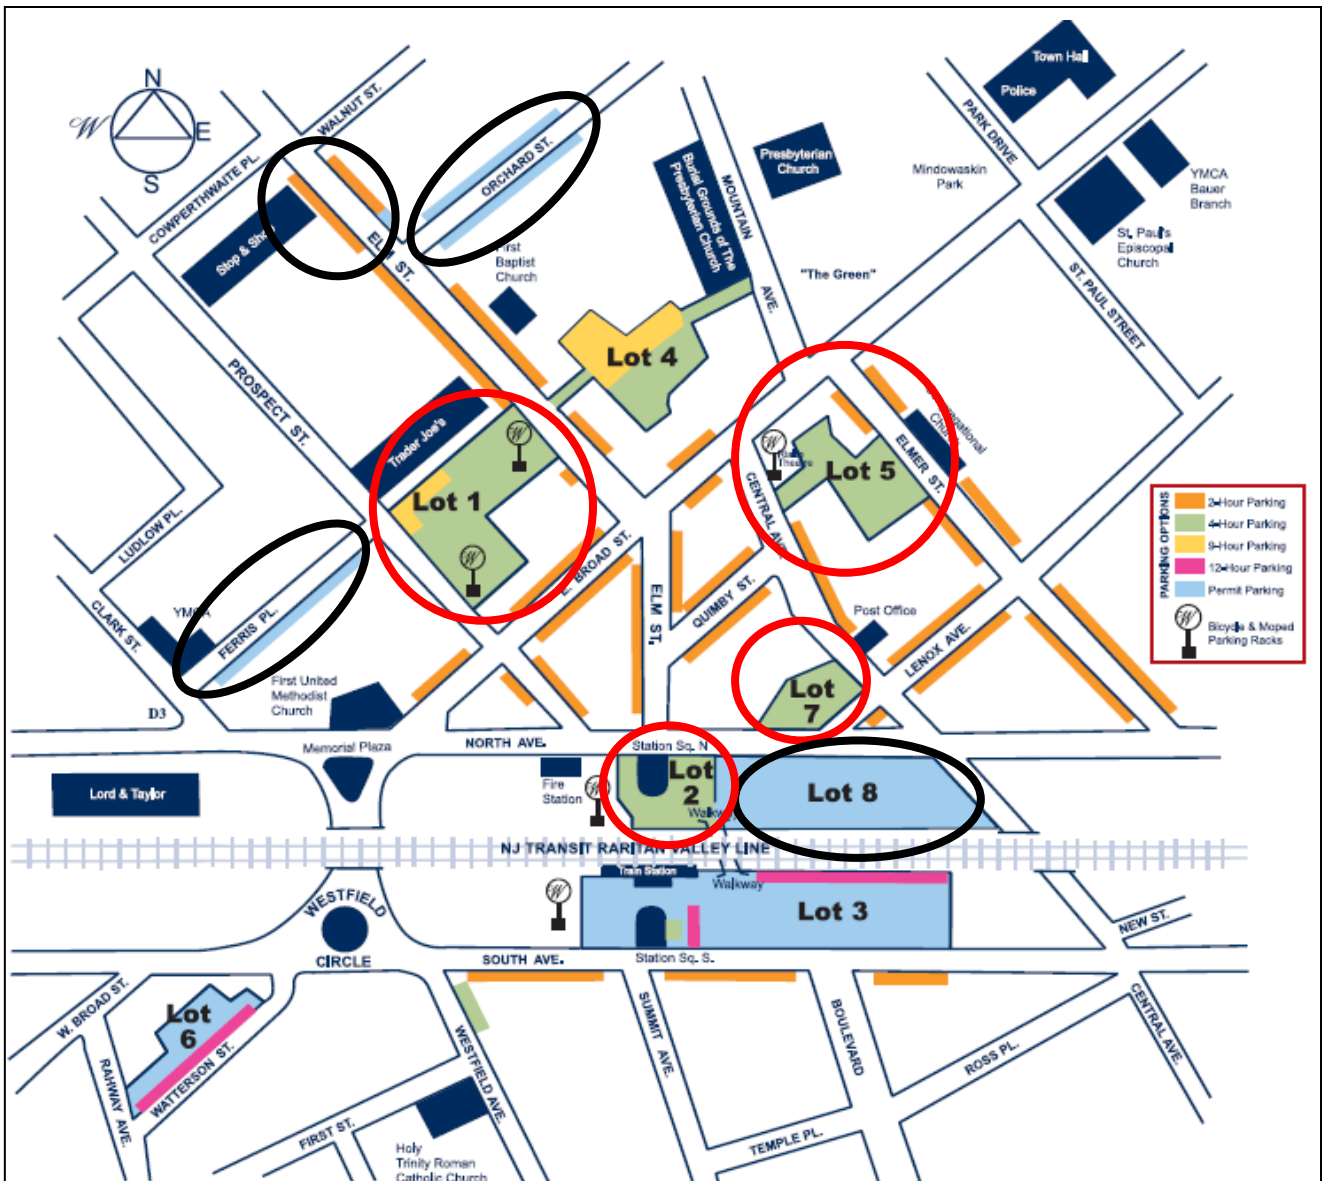 N
W
E
S
WALNUT ST.
COWPERTHWAITE PL.
ORCHARD ST.
Stop & Shop
ELM ST.
First
Baptist
Church
Burial Grounds of The
Presbyterian Church
MOUNTAIN
AVE.
Presbyterian
Church
"The Green"
Town Hall
Police
PARK DRIVE
Mindowaskin
Park
YMCA
Bauer
Branch
St. Paul's
Episcopal
Church
ST. PAUL STREET
PROSPECT ST.
Lot 4
Trader Joe's
Lot 1
W
W
E. BROAD ST.
ELM ST.
QUIMBY ST.
W
Theatre
Lot 5
CENTRAL AVE.
ELMER ST.
Congregational
Church
Post Office
LENOX AVE.
LUDLOW PL.
CLARK ST.
YMCA
FERRIS PL.
First United
Methodist
Church
D3
Memorial Plaza
NORTH AVE.
Station Sq. N
Lot
7
Lot
2
Walkway
Lot 8
Fire
Station
W
Lord & Taylor
NJ TRANSIT RARITAN VALLEY LINE
Train Station
Walkway
Lot 3
W
Station Sq. S.
WESTFIELD
CIRCLE
SOUTH AVE.
NEW ST.
W. BROAD ST.
Lot
6
WATTERSON ST.
RAHWAY AVE.
WESTFIELD AVE.
SUMMIT AVE.
BOULEVARD
ROSS PL.
CENTRAL AVE.
FIRST ST.
TEMPLE PL.
Holy
Trinity Roman
Catholic Church
PARKING OPTIONS
2-Hour Parking
4-Hour Parking
9-Hour Parking
12-Hour Parking
Permit Parking
W
Bicycle & Moped
Parking Racks